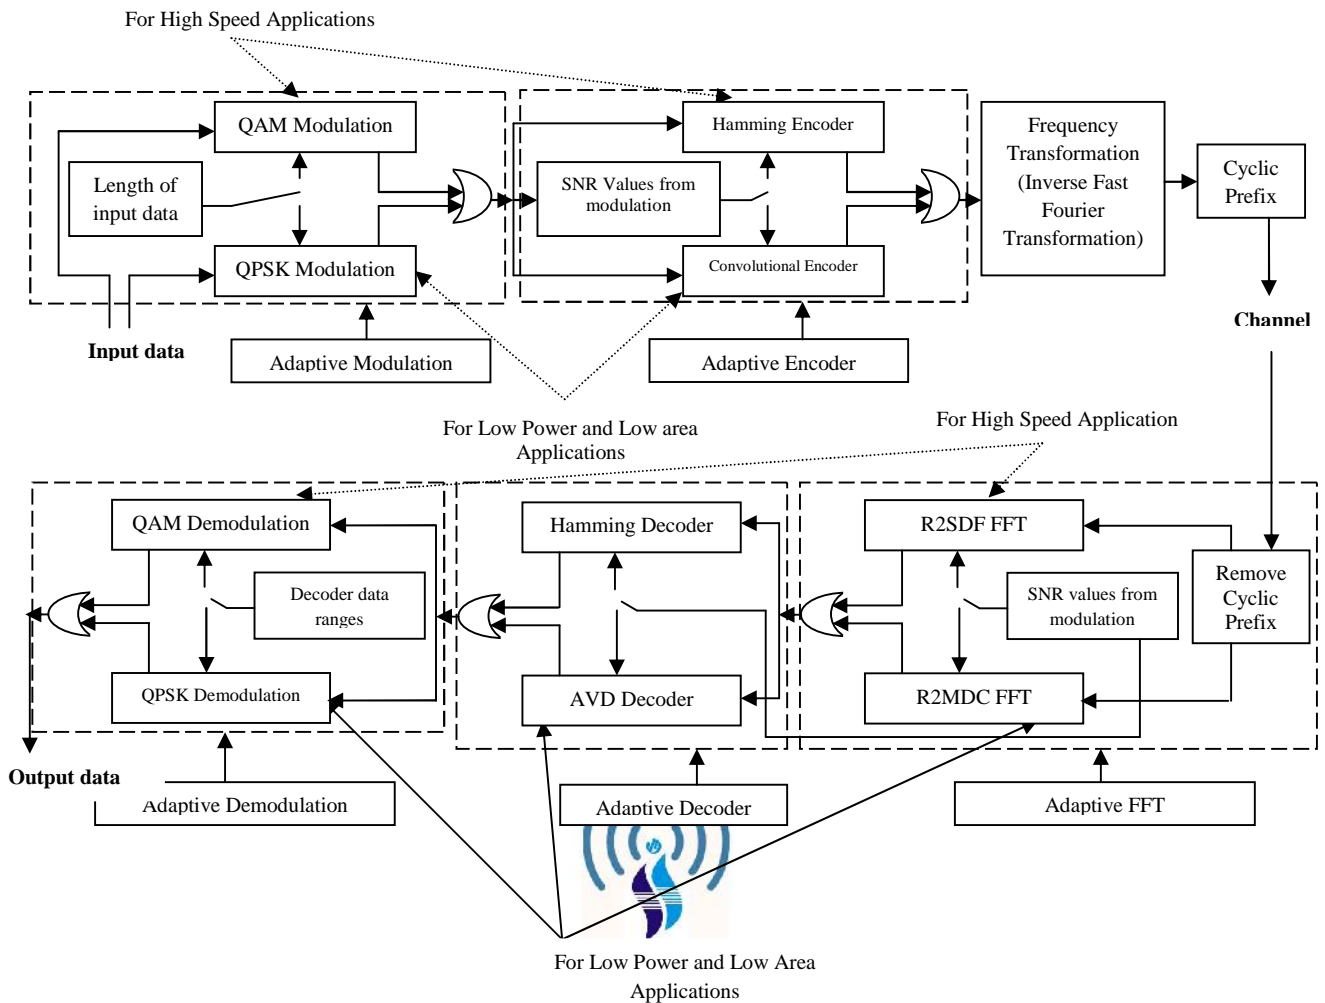 For High Speed Applications
QAM Modulation
Length of
input data
QPSK Modulation
Input data
Adaptive Modulation
Hamming Encoder
SNR Values from
modulation
Convolutional Encoder
Adaptive Encoder
Frequency
Transformation
(Inverse Fast
Fourier
Transformation)
Cyclic
Prefix
Channel
For Low Power and Low area
Applications
For High Speed Application
QAM Demodulation
Decoder data
ranges
QPSK Demodulation
Output data
Adaptive Demodulation
Hamming Decoder
AVD Decoder
Adaptive Decoder
R2SDF FFT
SNR values from
modulation
R2MDC FFT
Remove
Cyclic
Prefix
Adaptive FFT
For Low Power and Low Area
Applications